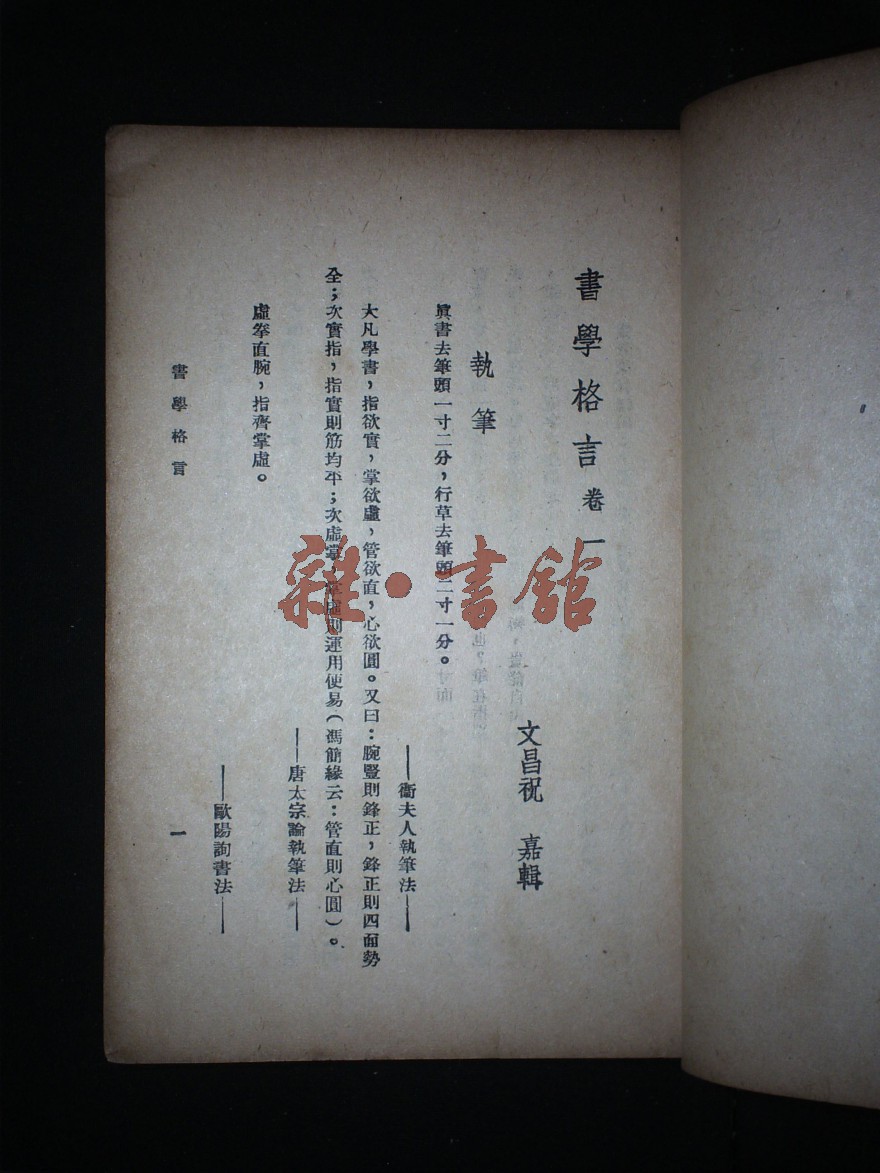 書學格言 卷一
文昌祝 嘉輯
執筆
眞書去筆頭一寸二分，行草去筆頭二寸一分。
——衞夫人執筆法——
大凡學書，指欲實，掌欲虛，管欲直，心欲圓。又曰：腕豎則鋒正，鋒正則四面勢
全；次實指，指實則筋均平；次虛掌，掌虛則運用便易（馮簡緣云：管直則心圓）。
——唐太宗論執筆法——
虛拳直腕，指齊掌虛。
——歐陽詢書法——
書學格言
一
雜·書館